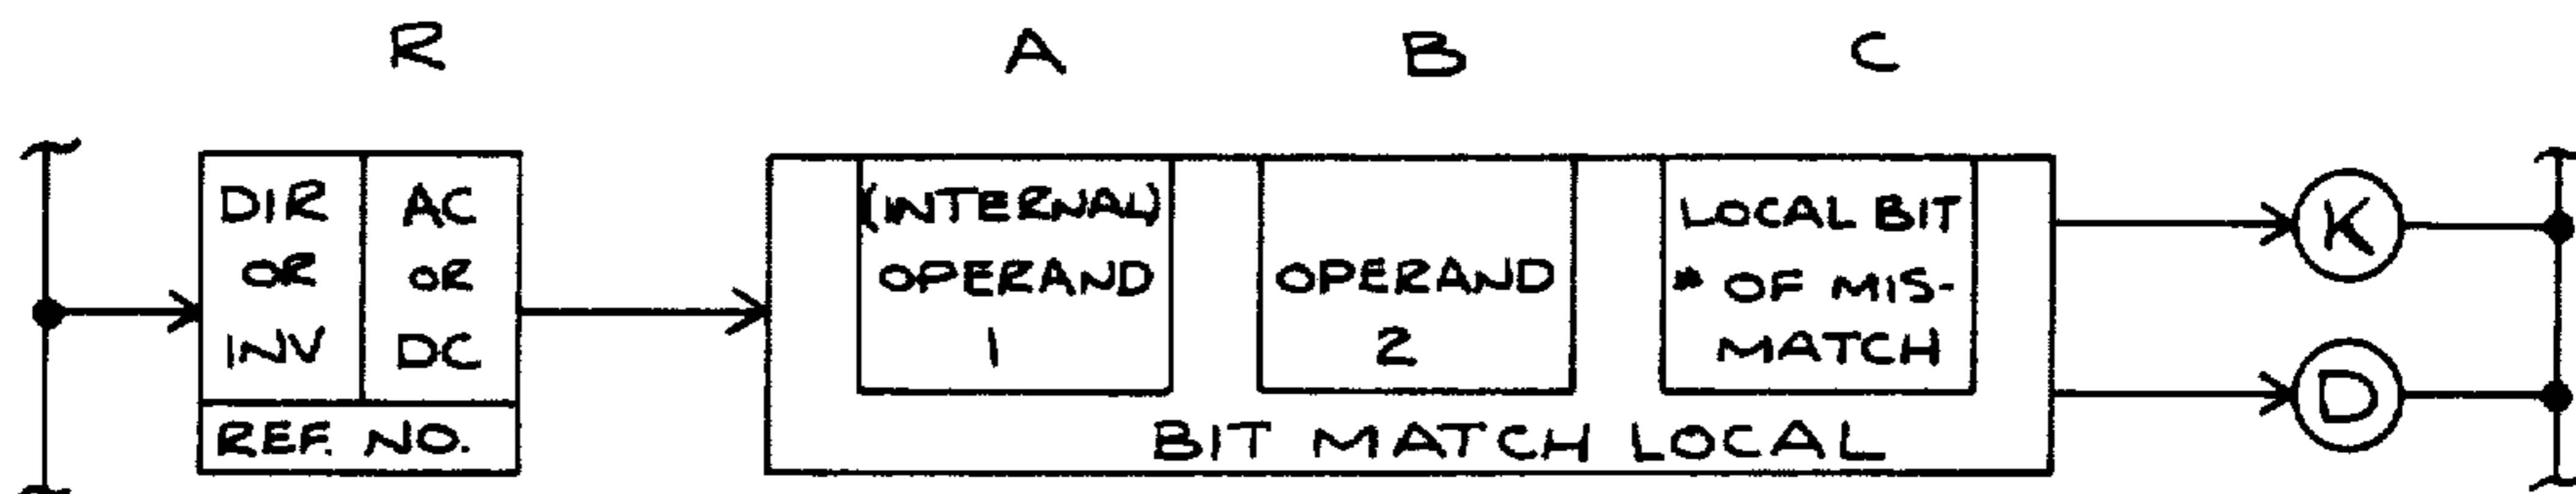 R A B C
DIR OR INV
AC OR DC
REF. NO.
(INTERNAL) OPERAND 1
OPERAND 2
LOCAL BIT
# OF MIS-
MATCH
BIT MATCH LOCAL
K
D